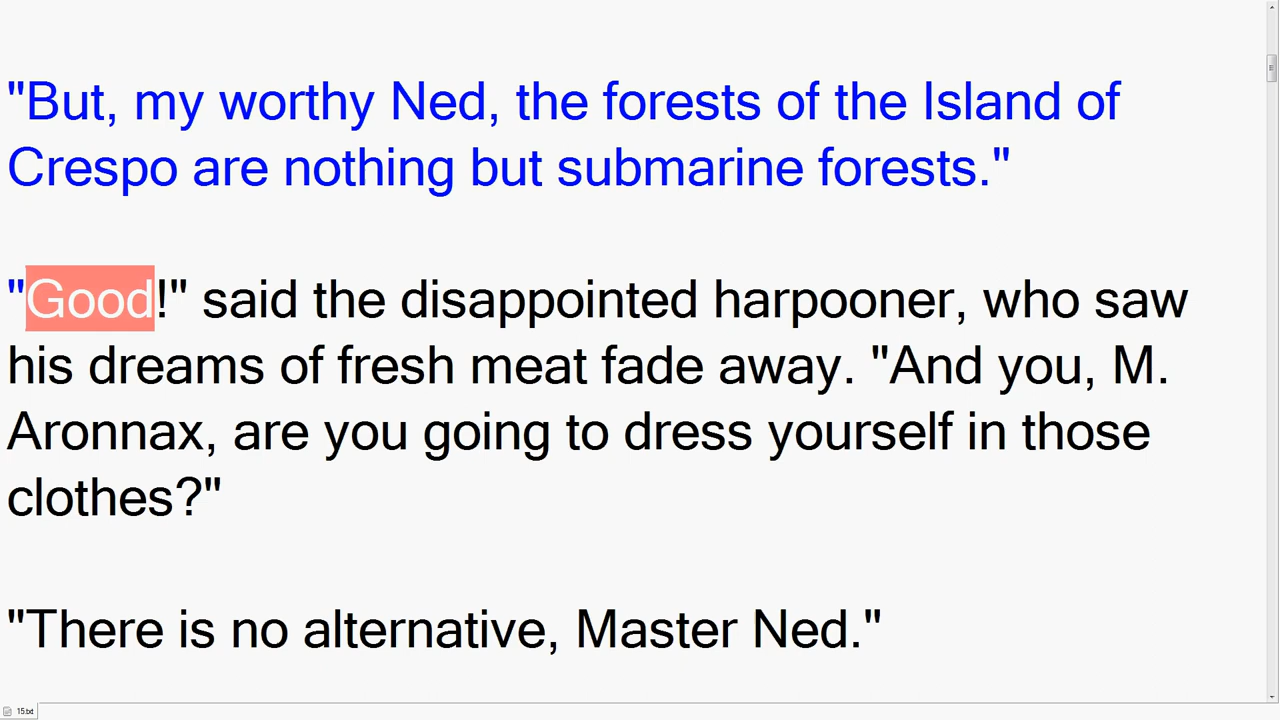 "But, my worthy Ned, the forests of the Island of
Crespo are nothing but submarine forests."
"Good!" said the disappointed harpooner, who saw
his dreams of fresh meat fade away. "And you, M.
Aronnax, are you going to dress yourself in those
clothes?"
"There is no alternative, Master Ned."
15.txt